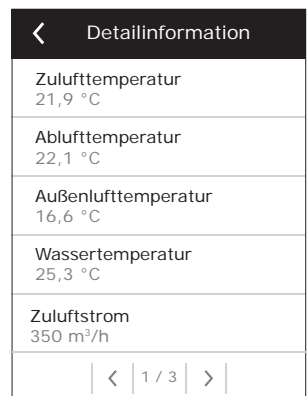 Detailinformation
Zulufttemperatur
21,9 °C
Ablufttemperatur
22,1 °C
Außenlufttemperatur
16,6 °C
Wassertemperatur
25,3 °C
Zuluftstrom
350 m³/h
1 / 3